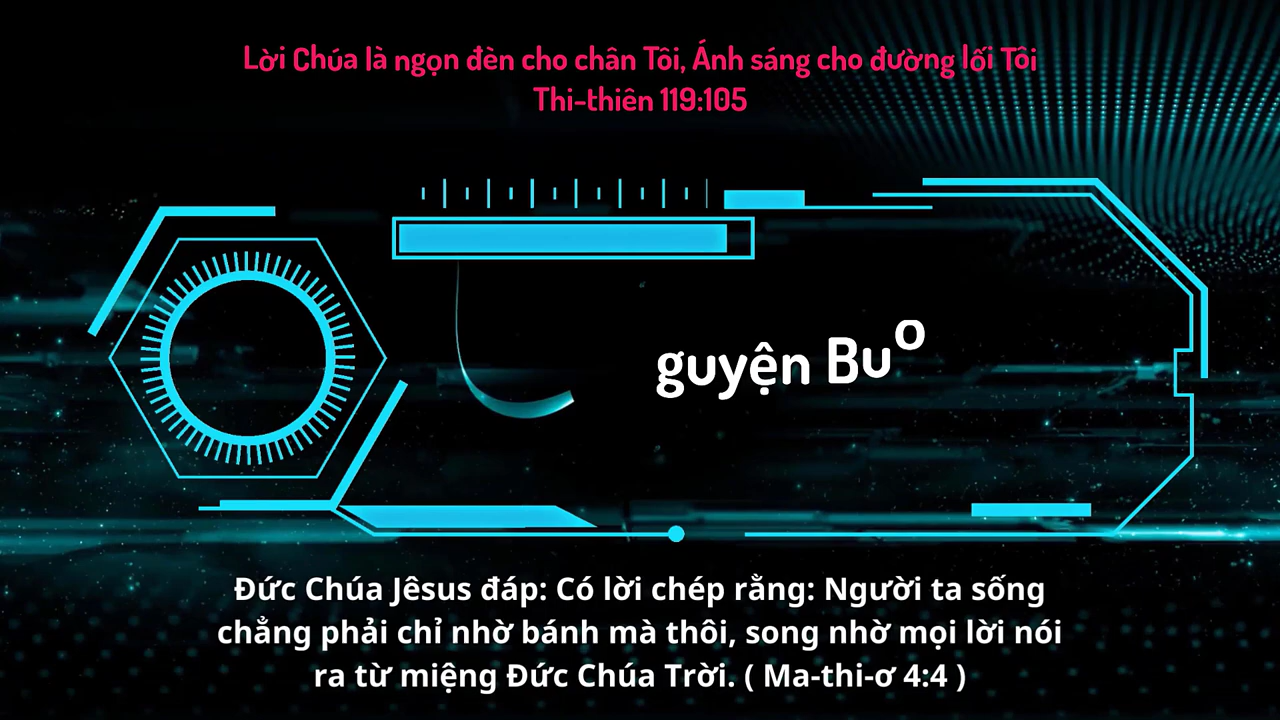 Lời Chúa là ngọn đèn cho chân Tôi, Ánh sáng cho đường lối Tôi
Thi-thiên 119:105
guyện Buo
Đức Chúa Jêsus đáp: Có lời chép rằng: Người ta sống
chẳng phải chỉ nhờ bánh mà thôi, song nhờ mọi lời nói
ra từ miệng Đức Chúa Trời. ( Ma-thi-ơ 4:4 )